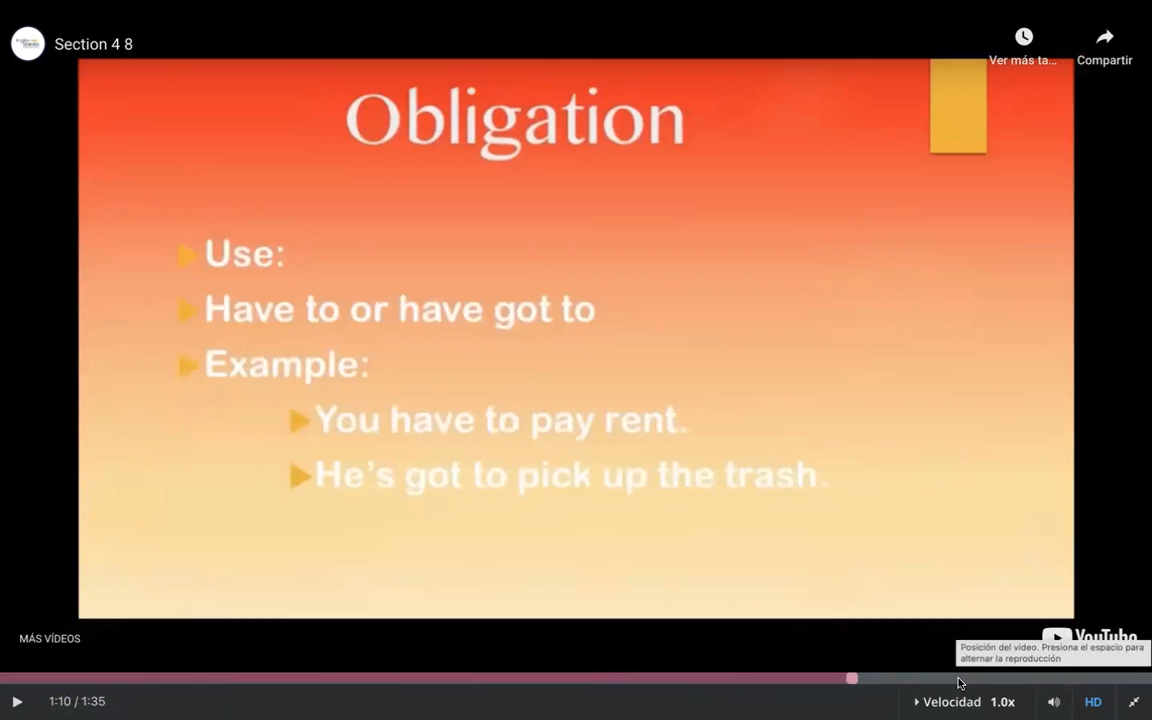 Section 4 8
Ver más ta...
Compartir
Obligation
Use:
Have to or have got to
Example:
You have to pay rent.
He's got to pick up the trash.
MÁS VÍDEOS
YouTube
Posición del video. Presiona el espacio para
alternar la reproducción
1:10 / 1:35
Velocidad 1.0x
HD